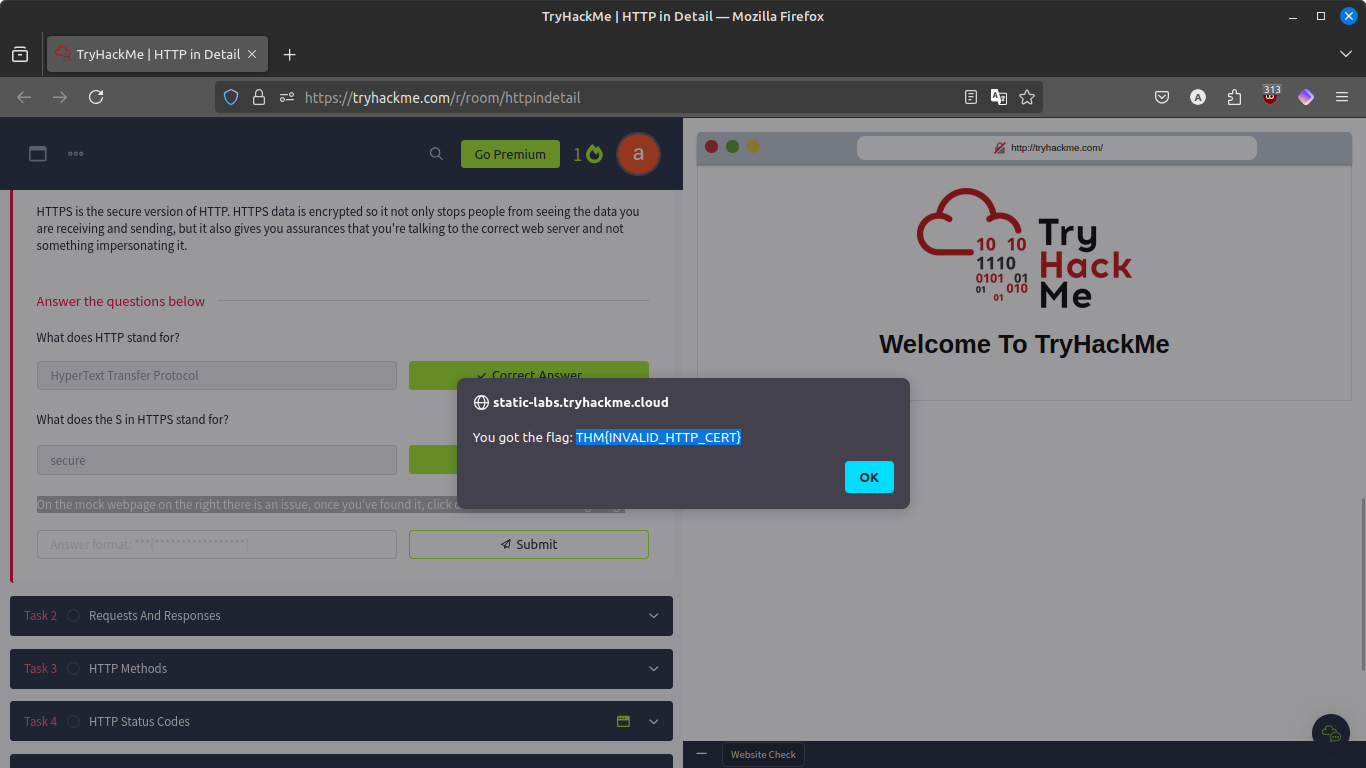 TryHackMe | HTTP in Detail — Mozilla Firefox
TryHackMe | HTTP in Detail
https://tryhackme.com/r/room/httpindetail
A
313
Go Premium
1
a
HTTPS is the secure version of HTTP. HTTPS data is encrypted so it not only stops people from seeing the data you
are receiving and sending, but it also gives you assurances that you're talking to the correct web server and not
something impersonating it.
Answer the questions below
What does HTTP stand for?
HyperText Transfer Protocol
Correct Answer
What does the S in HTTPS stand for?
secure
On the mock webpage on the right there is an issue, once you've found it, click
Answer format: ***{*****************}
Submit
Task 2
Requests And Responses
Task 3
HTTP Methods
Task 4
HTTP Status Codes
http://tryhackme.com/
10 10
1110
0101 01
01 010
01
Try
Hack
Me
Welcome To TryHackMe
static-labs.tryhackme.cloud
You got the flag: THM{INVALID_HTTP_CERT}
OK
Website Check